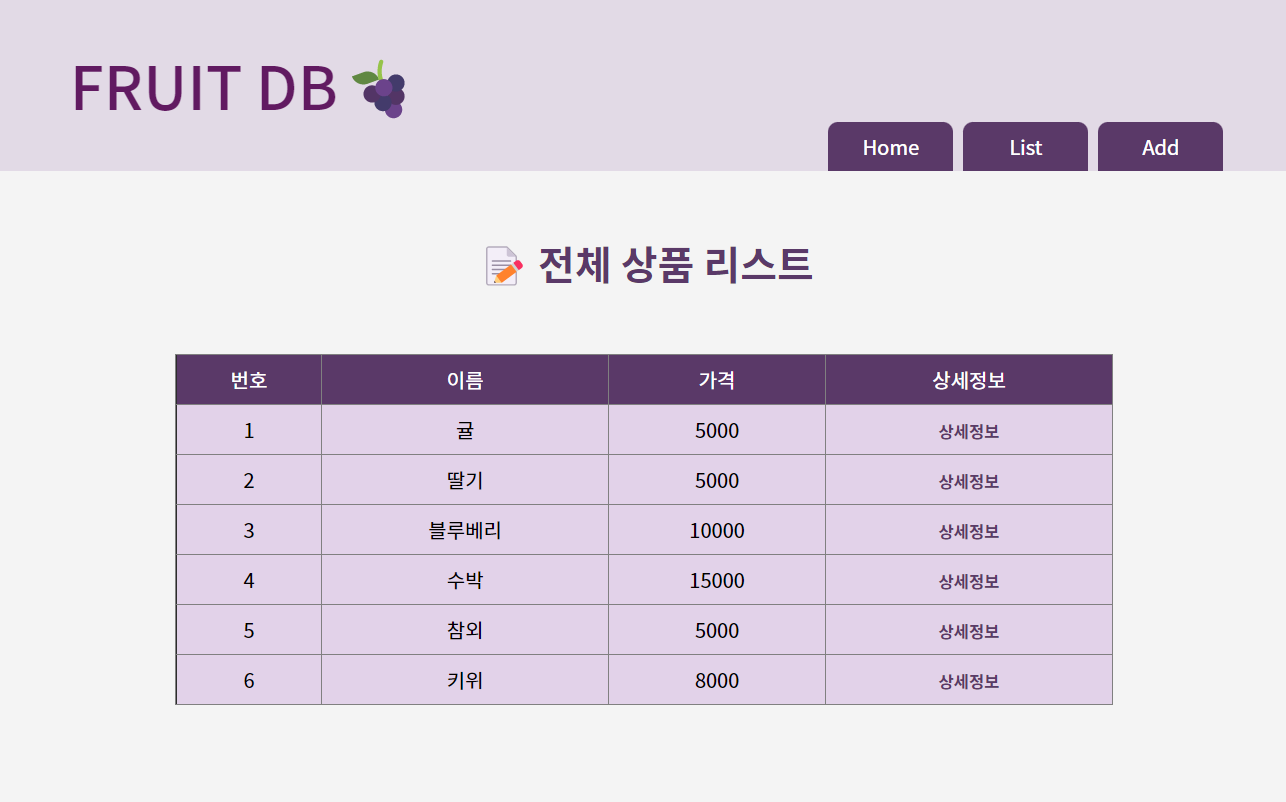 FRUIT DB
Home List Add
전체 상품 리스트
번호 이름 가격 상세정보
1 귤 5000 상세정보
2 딸기 5000 상세정보
3 블루베리 10000 상세정보
4 수박 15000 상세정보
5 참외 5000 상세정보
6 키위 8000 상세정보